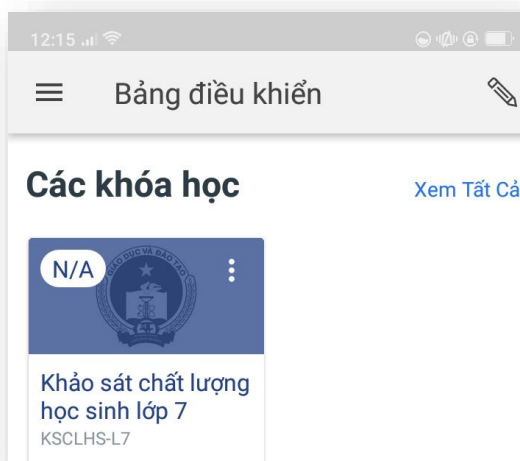 12:15
Bảng điều khiển
Các khóa học
Xem Tất Cả
N/A
Khảo sát chất lượng
học sinh lớp 7
KSCLHS-L7